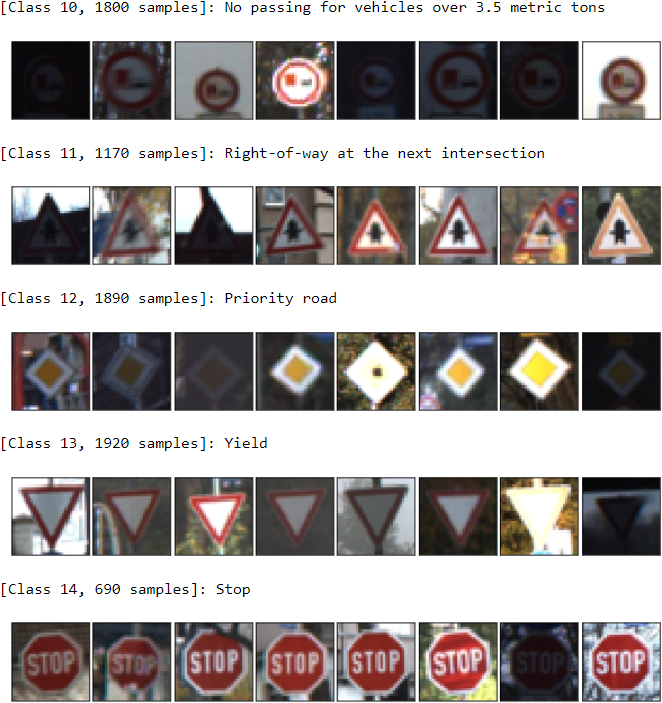 [Class 10, 1800 samples]: No passing for vehicles over 3.5 metric tons
[Class 11, 1170 samples]: Right-of-way at the next intersection
[Class 12, 1890 samples]: Priority road
[Class 13, 1920 samples]: Yield
[Class 14, 690 samples]: Stop
STOP STOP STOP STOP STOP STOP STOP STOP